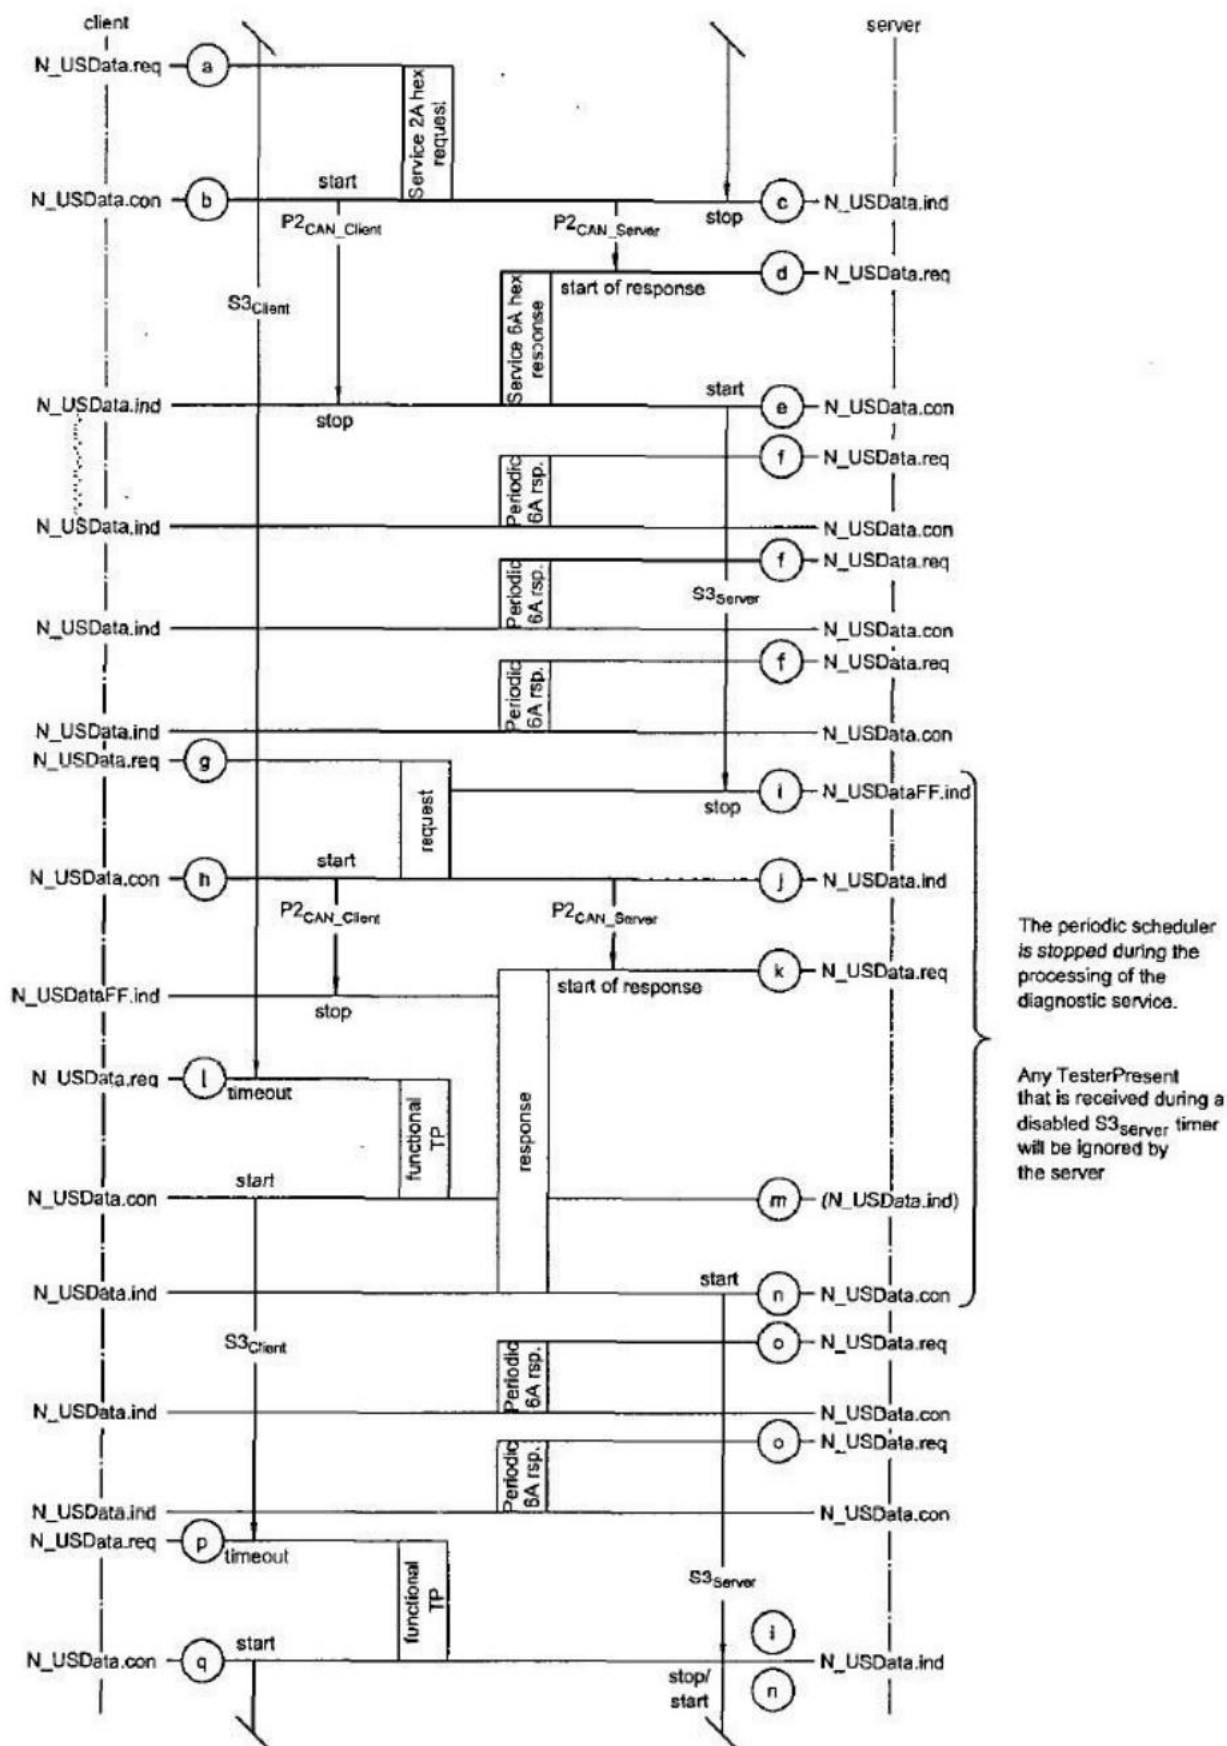 client
server
N_USData.req
a
Service 2A hex
request
N_USData.con
b
start
stop
c
N_USData.ind
P2CAN_Client
P2CAN_Server
d
N_USData.req
start of response
S3Client
Service 6A hex
response
N_USData.ind
stop
start
e
N_USData.con
f
N_USData.req
Periodic
6A rsp.
N_USData.ind
N_USData.con
f
N_USData.req
Periodic
6A rsp.
S3Server
N_USData.ind
N_USData.con
f
N_USData.req
Periodic
6A rsp.
N_USData.ind
N_USData.con
N_USData.req
g
request
stop
i
N_USDataFF.ind
N_USData.con
h
start
j
N_USData.ind
P2CAN_Client
P2CAN_Server
The periodic scheduler
is stopped during the
processing of the
diagnostic service.
k
N_USData.req
start of response
N_USDataFF.ind
stop
N_USData.req
l
timeout
functional
TP
response
Any TesterPresent
that is received during a
disabled S3server timer
will be ignored by
the server
N_USData.con
start
m
(N_USData.ind)
N_USData.ind
start
n
N_USData.con
S3Client
o
N_USData.req
Periodic
6A rsp.
N_USData.ind
N_USData.con
o
N_USData.req
Periodic
6A rsp.
N_USData.ind
N_USData.con
N_USData.req
p
timeout
functional
TP
S3Server
N_USData.con
q
start
i
N_USData.ind
stop/
start
n